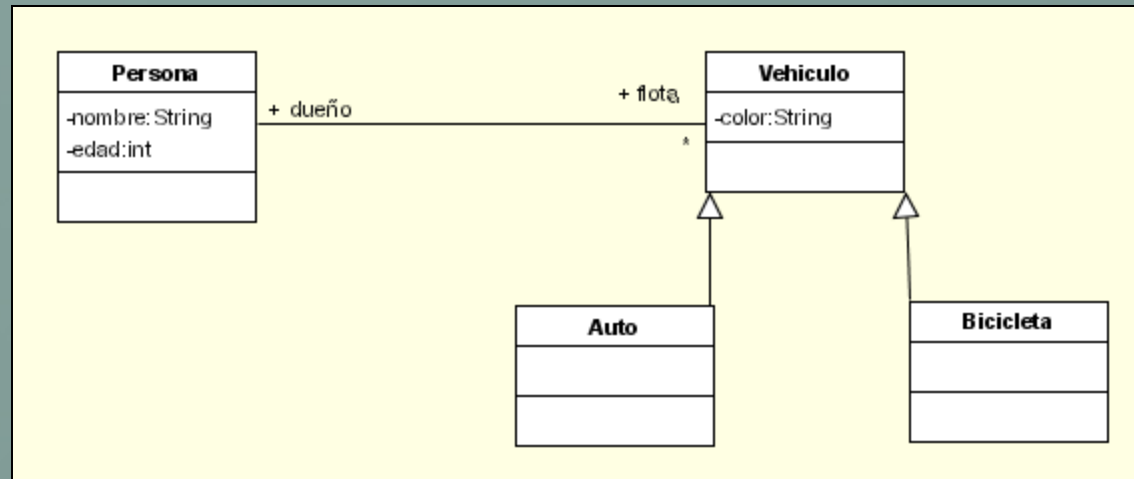 Persona
-nombre:String
-edad:int
+ dueño
+ flota
*
Vehiculo
-color:String
Auto
Bicicleta